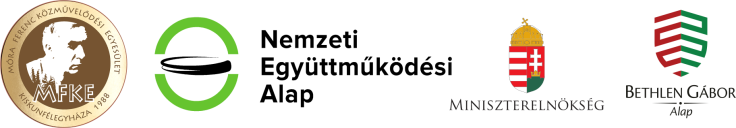 MÓRA FERENC KÖZMŰVELŐDÉSI EGYESÜLET
MFKE
KISKUNFÉLEGYHÁZA 1988
Nemzeti
Együttműködési
Alap
MINISZTERELNÖKSÉG
BETHLEN GÁBOR
Alap